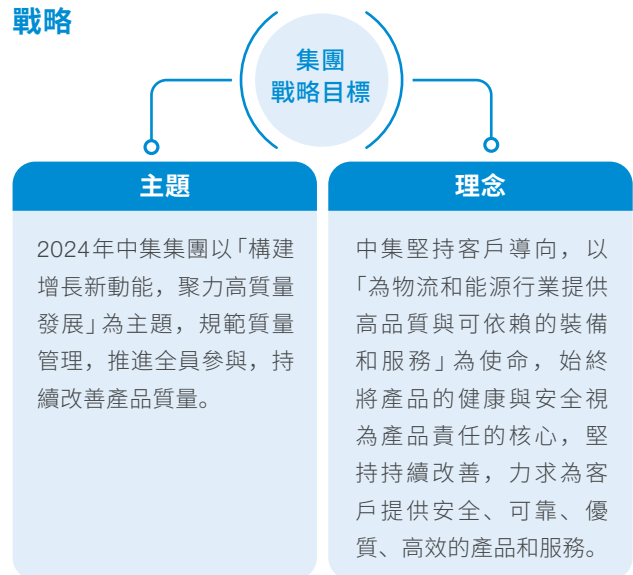 戰略
集團
戰略目標
主題
2024年中集集團以「構建
增長新動能，聚力高質量
發展」為主題，規範質量
管理，推進全員參與，持
續改善產品質量。
理念
中集堅持客戶導向，以
「為物流和能源行業提供
高品質與可依賴的裝備
和服務」為使命，始終
將產品的健康與安全視
為產品責任的核心，堅
持持續改善，力求為客
戶提供安全、可靠、優
質、高效的產品和服務。